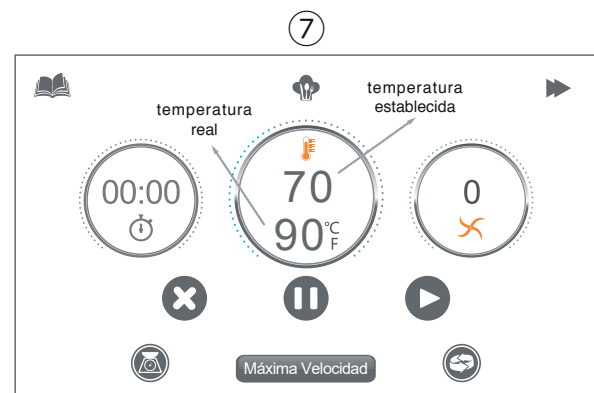 7
temperatura
real
temperatura
establecida
00:00
70
90 °C
F
0
Máxima Velocidad